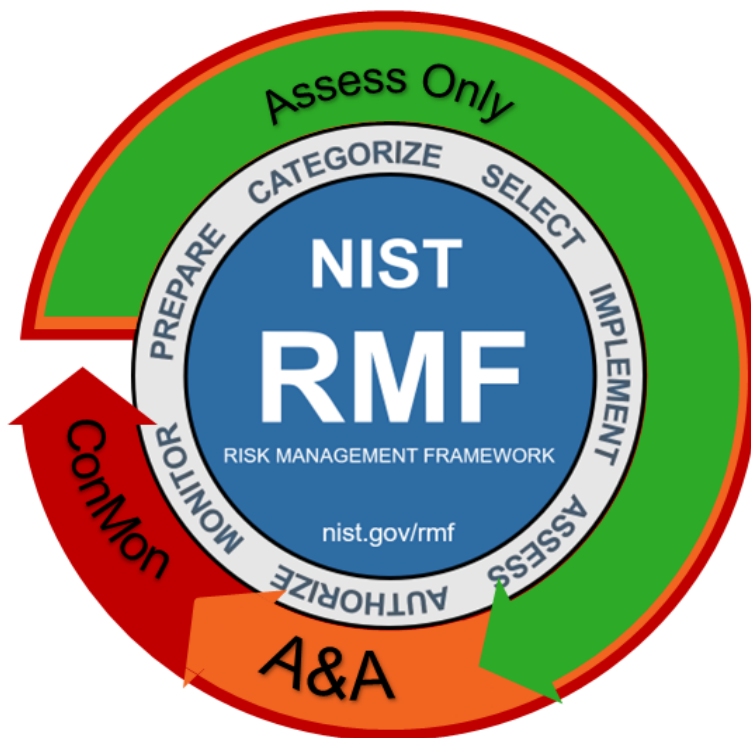 Assess Only
PREPARE
CATEGORIZE
SELECT
IMPLEMENT
ASSESS
AUTHORIZE
MONITOR
NIST
RMF
RISK MANAGEMENT FRAMEWORK
nist.gov/rmf
A&A
ConMon